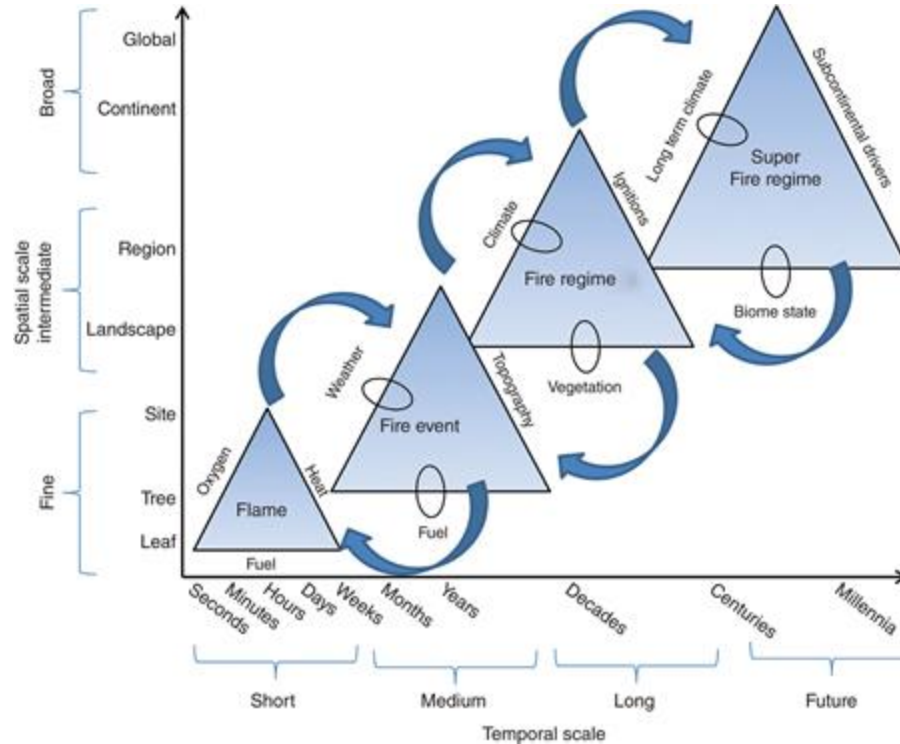 Global
Continent
Broad
Region
Landscape
Spatial scale
intermediate
Site
Tree
Leaf
Fine
Oxygen
Heat
Flame
Fuel
Weather
Topography
Fire event
Fuel
Climate
Ignitions
Fire regime
Vegetation
Long term climate
Subcontinental drivers
Super
Fire regime
Biome state
Seconds
Minutes
Hours
Days
Weeks
Months
Years
Decades
Centuries
Millennia
Short
Medium
Long
Future
Temporal scale